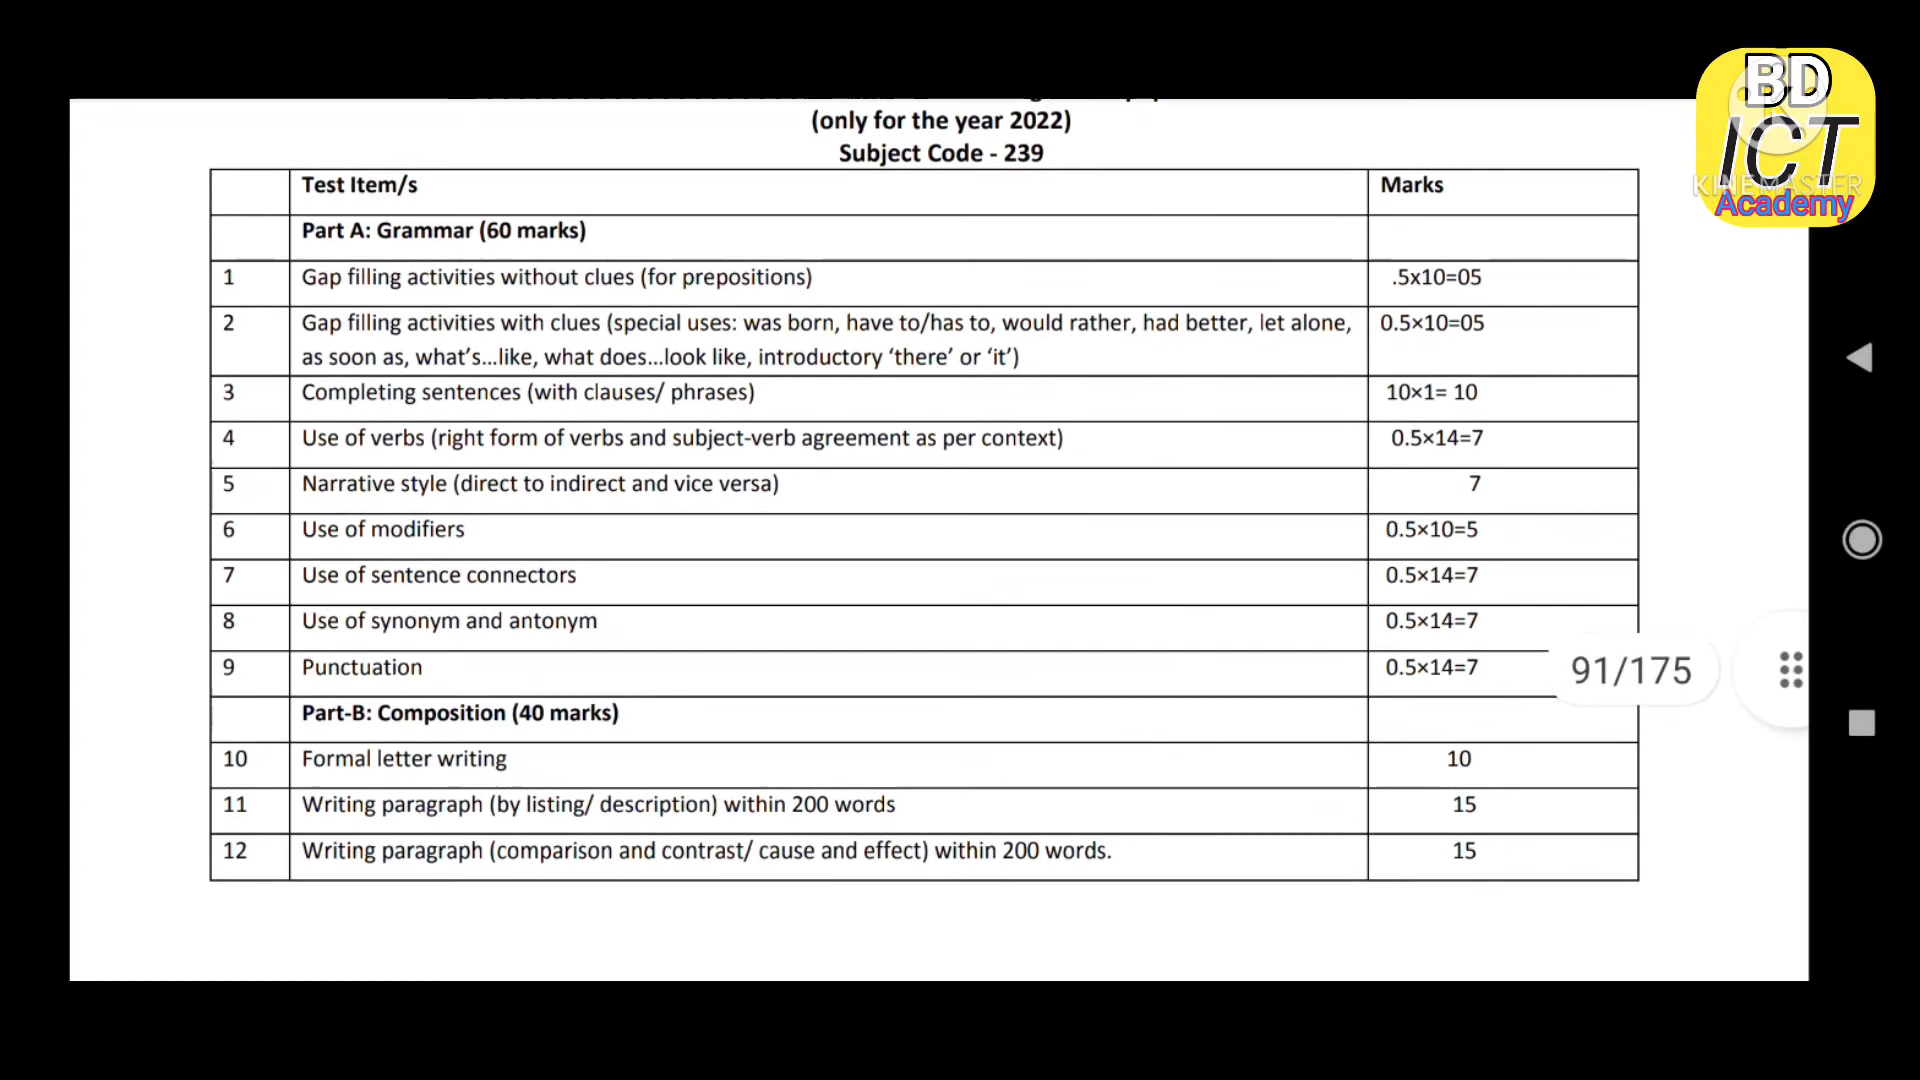 (only for the year 2022)
Subject Code - 239
Test Item/s Marks
Part A: Grammar (60 marks)
1 Gap filling activities without clues (for prepositions) .5x10=05
2 Gap filling activities with clues (special uses: was born, have to/has to, would rather, had better, let alone, 0.5×10=05
as soon as, what's...like, what does...look like, introductory ‘there’ or ‘it’)
3 Completing sentences (with clauses/ phrases) 10×1= 10
4 Use of verbs (right form of verbs and subject-verb agreement as per context) 0.5×14=7
5 Narrative style (direct to indirect and vice versa) 7
6 Use of modifiers 0.5×10=5
7 Use of sentence connectors 0.5×14=7
8 Use of synonym and antonym 0.5×14=7
9 Punctuation 0.5×14=7
Part-B: Composition (40 marks)
10 Formal letter writing 10
11 Writing paragraph (by listing/ description) within 200 words 15
12 Writing paragraph (comparison and contrast/ cause and effect) within 200 words. 15
91/175
BD
ICT
KINEMASTER
Academy